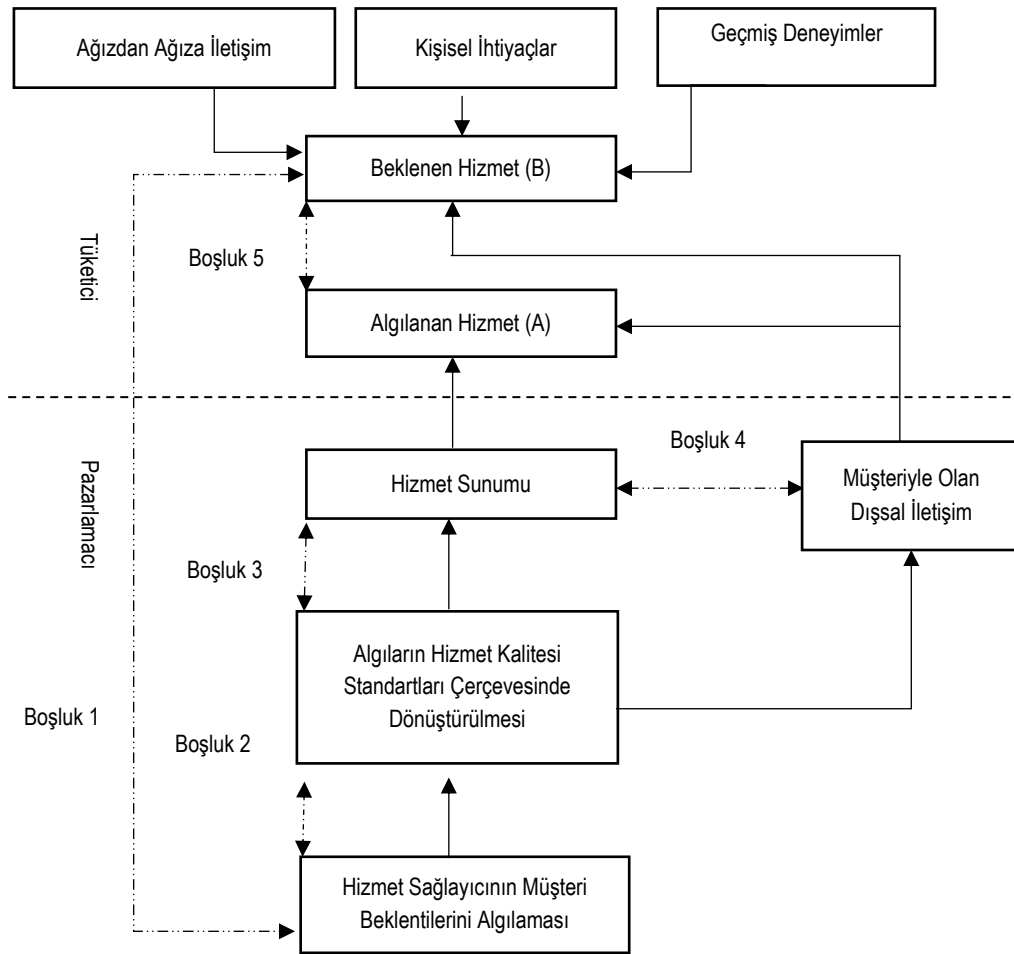 Ağızdan Ağıza İletişim
Kişisel İhtiyaçlar
Geçmiş Deneyimler
Beklenen Hizmet (B)
Tüketici
Boşluk 5
Algılanan Hizmet (A)
Boşluk 4
Pazarlamacı
Hizmet Sunumu
Müşteriyle Olan
Dışsal İletişim
Boşluk 3
Algıların Hizmet Kalitesi
Standartları Çerçevesinde
Dönüştürülmesi
Boşluk 1
Boşluk 2
Hizmet Sağlayıcının Müşteri
Beklentilerini Algılaması